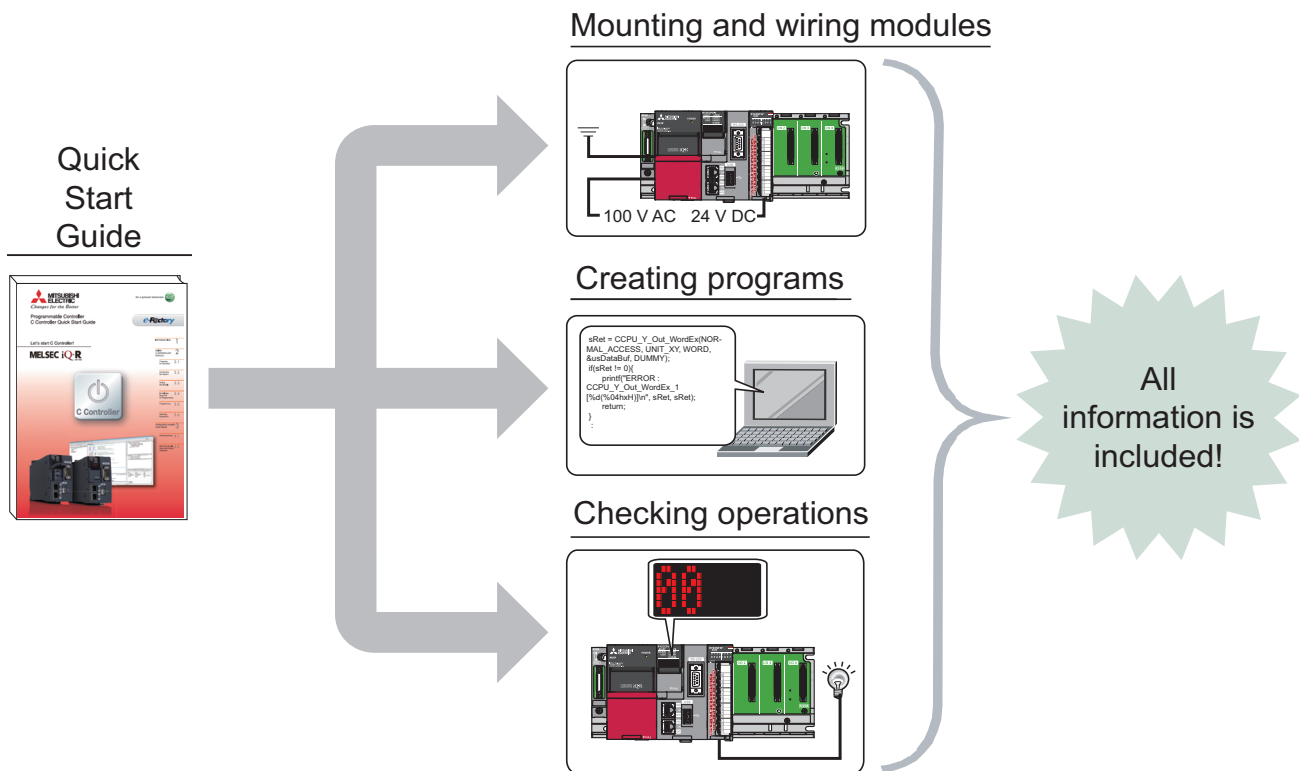 Quick
Start
Guide
MITSUBISHI
ELECTRIC
Changes for the Better
e-F@ctory
Programmable Controller
C Controller Quick Start Guide
Let's start C Controller!
MELSEC iQ-R
C Controller
Mounting and wiring modules
100 V AC 24 V DC
Creating programs
sRet = CCPU_Y_Out_WordEx(NOR-
MAL_ACCESS, UNIT_XY, WORD,
&usDataBuf, DUMMY);
if(sRet != 0){
printf("ERROR :
CCPU_Y_Out_WordEx_1
[%d(%04hxH)]\n", sRet, sRet);
return;
}
:
Checking operations
00
All
information is
included!